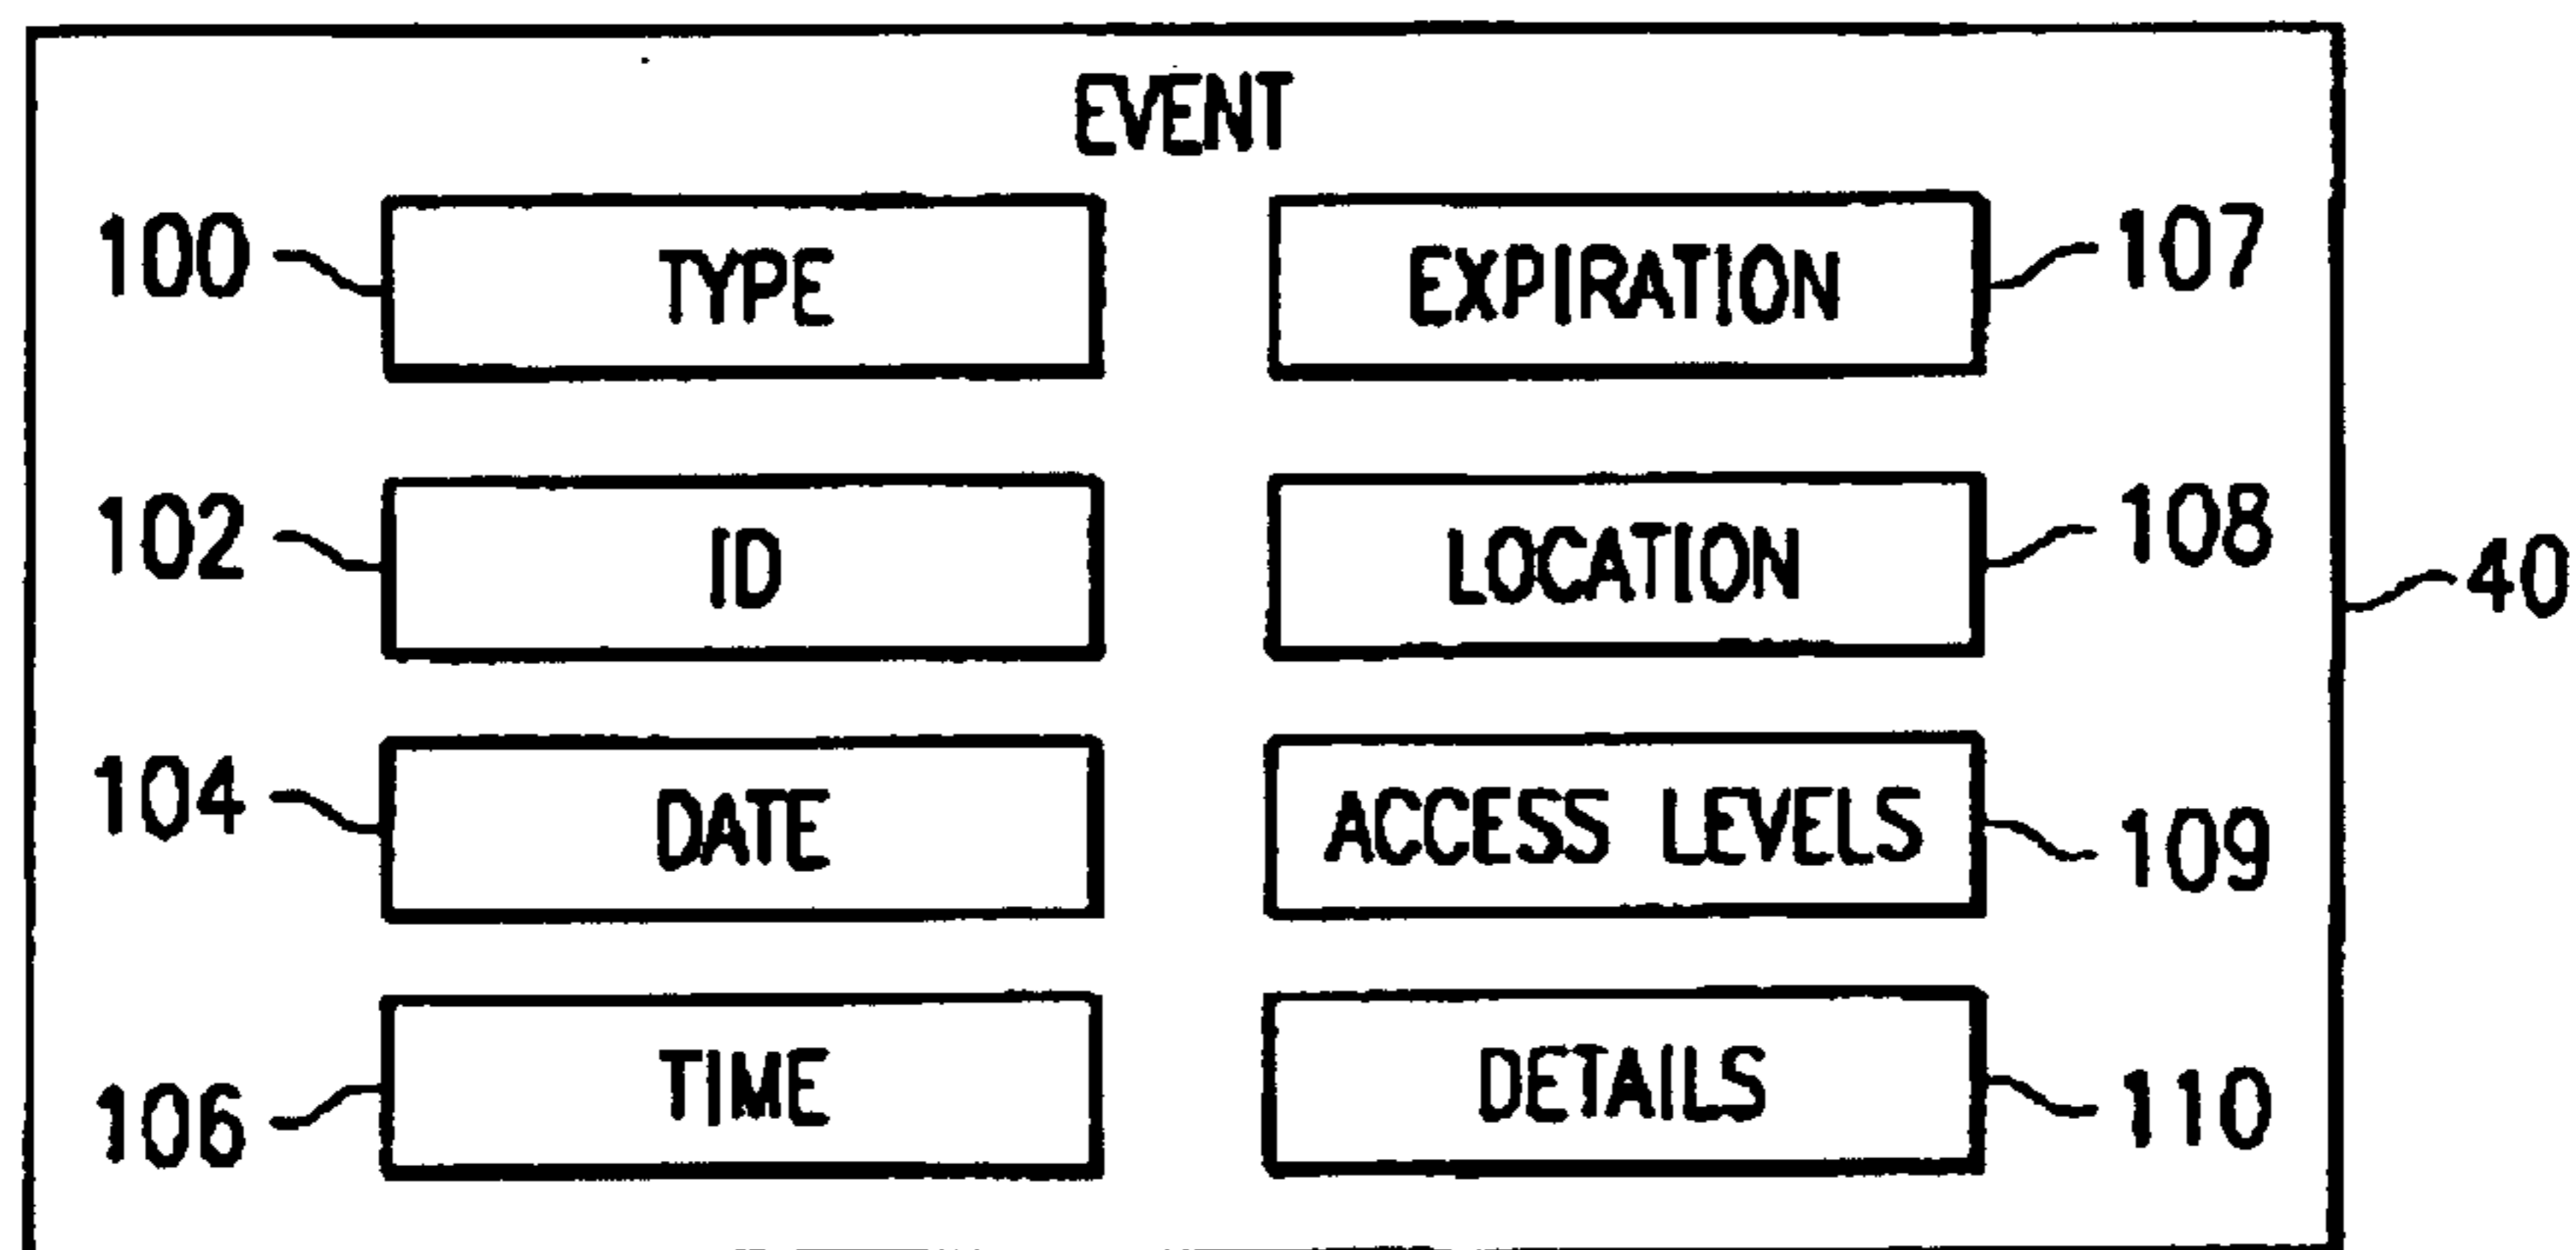 EVENT
100 TYPE EXPIRATION 107
102 ID LOCATION 108
40
104 DATE ACCESS LEVELS 109
106 TIME DETAILS 110